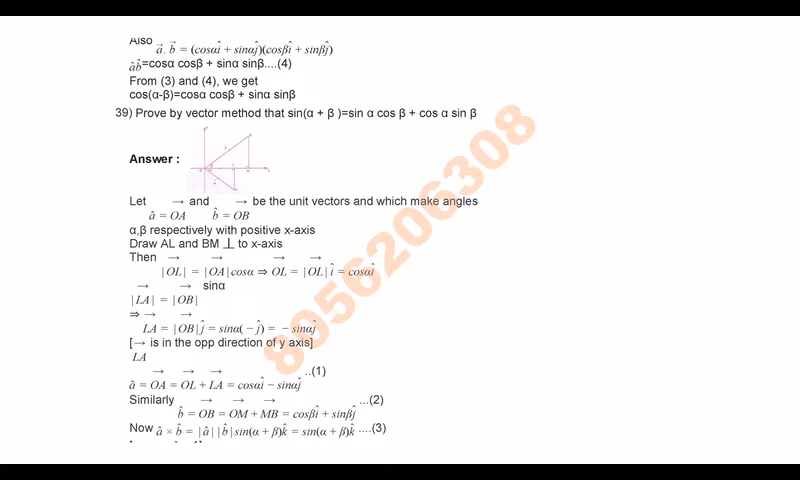 Also
→a. →b = (cosαî + sinαĵ)(cosβî + sinβĵ)
âb̂=cosα cosβ + sinα sinβ....(4)
From (3) and (4), we get
cos(α-β)=cosα cosβ + sinα sinβ
39) Prove by vector method that sin(α + β )=sin α cos β + cos α sin β
Answer :
Let → and → be the unit vectors and which make angles
â = OA b̂ = OB
α,β respectively with positive x-axis
Draw AL and BM ⊥ to x-axis
Then → → → →
|OL| = |OA|cosα ⇒ OL = |OL| î = cosαî
→ → sinα
|LA| = |OB|
⇒ → →
LA = |OB| ĵ = sinα( − ĵ) = − sinαĵ
[→ is in the opp direction of y axis]
LA
→ → → ..(1)
â = OA = OL + LA = cosαî − sinαĵ
Similarly → → → ...(2)
b̂ = OB = OM + MB = cosβî + sinβĵ
Now â × b̂ = |â| |b̂|sin(α + β)k̂ = sin(α + β)k̂ ....(3)
8056206308